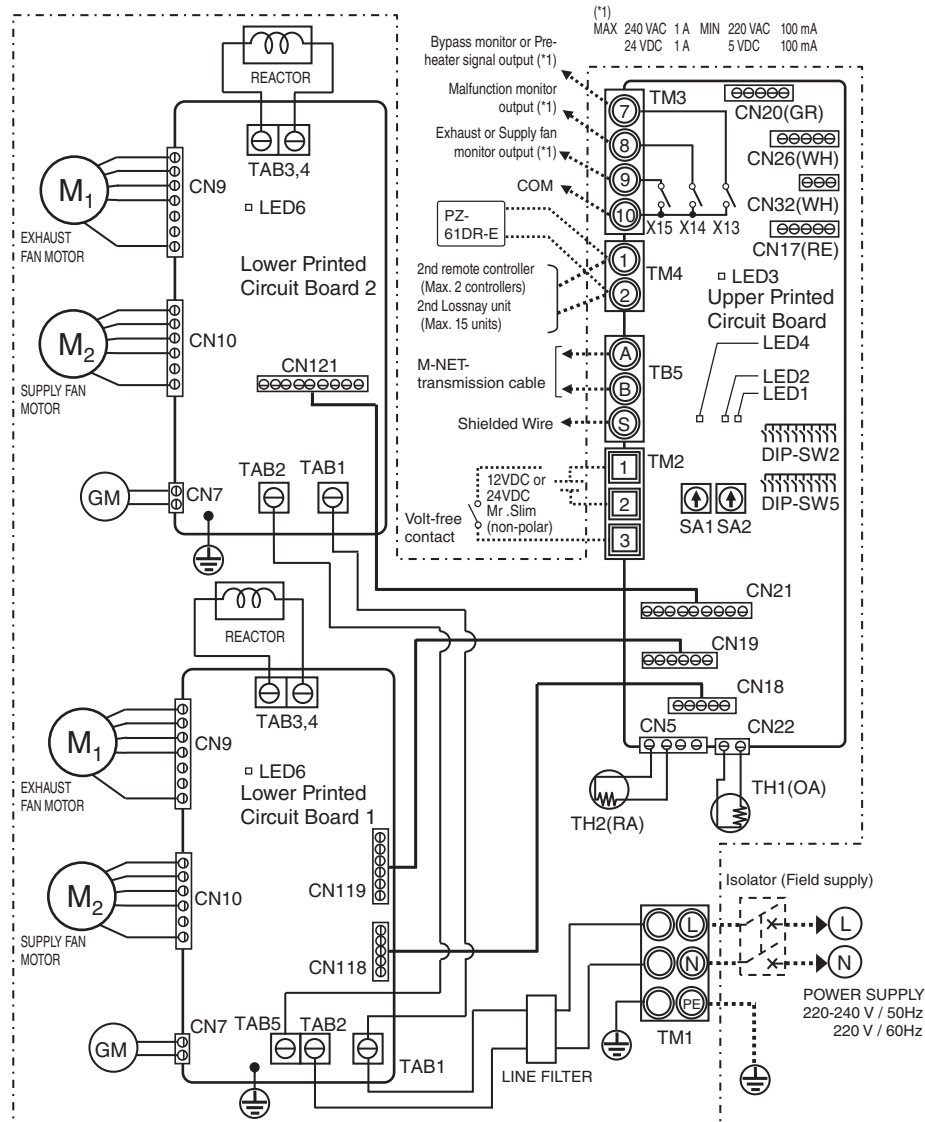 (*1)
MAX 240 VAC 1 A MIN 220 VAC 100 mA
24 VDC 1 A 5 VDC 100 mA
REACTOR
TAB3,4
M1
EXHAUST
FAN MOTOR
CN9
LED6
Lower Printed
Circuit Board 2
M2
SUPPLY FAN
MOTOR
CN10
CN121
TAB2
TAB1
GM
CN7
Bypass monitor or Pre-
heater signal output (*1)
Malfunction monitor
output (*1)
Exhaust or Supply fan
monitor output (*1)
COM
PZ-
61DR-E
2nd remote controller
(Max. 2 controllers)
2nd Lossnay unit
(Max. 15 units)
M-NET-
transmission cable
Shielded Wire
12VDC or
24VDC
Mr .Slim
(non-polar)
Volt-free
contact
7
8
9
10
TM3
X15 X14 X13
1
2
TM4
A
B
S
TB5
1
2
3
TM2
CN20(GR)
CN26(WH)
CN32(WH)
CN17(RE)
LED3
Upper Printed
Circuit Board
LED4
LED2
LED1
DIP-SW2
DIP-SW5
SA1 SA2
CN21
CN19
CN18
CN5
CN22
TH2(RA)
TH1(OA)
REACTOR
TAB3,4
M1
EXHAUST
FAN MOTOR
CN9
LED6
Lower Printed
Circuit Board 1
M2
SUPPLY FAN
MOTOR
CN10
CN119
CN118
GM
CN7
TAB5
TAB2
TAB1
LINE FILTER
L
N
PE
TM1
Isolator (Field supply)
L
N
POWER SUPPLY
220-240 V / 50Hz
220 V / 60Hz